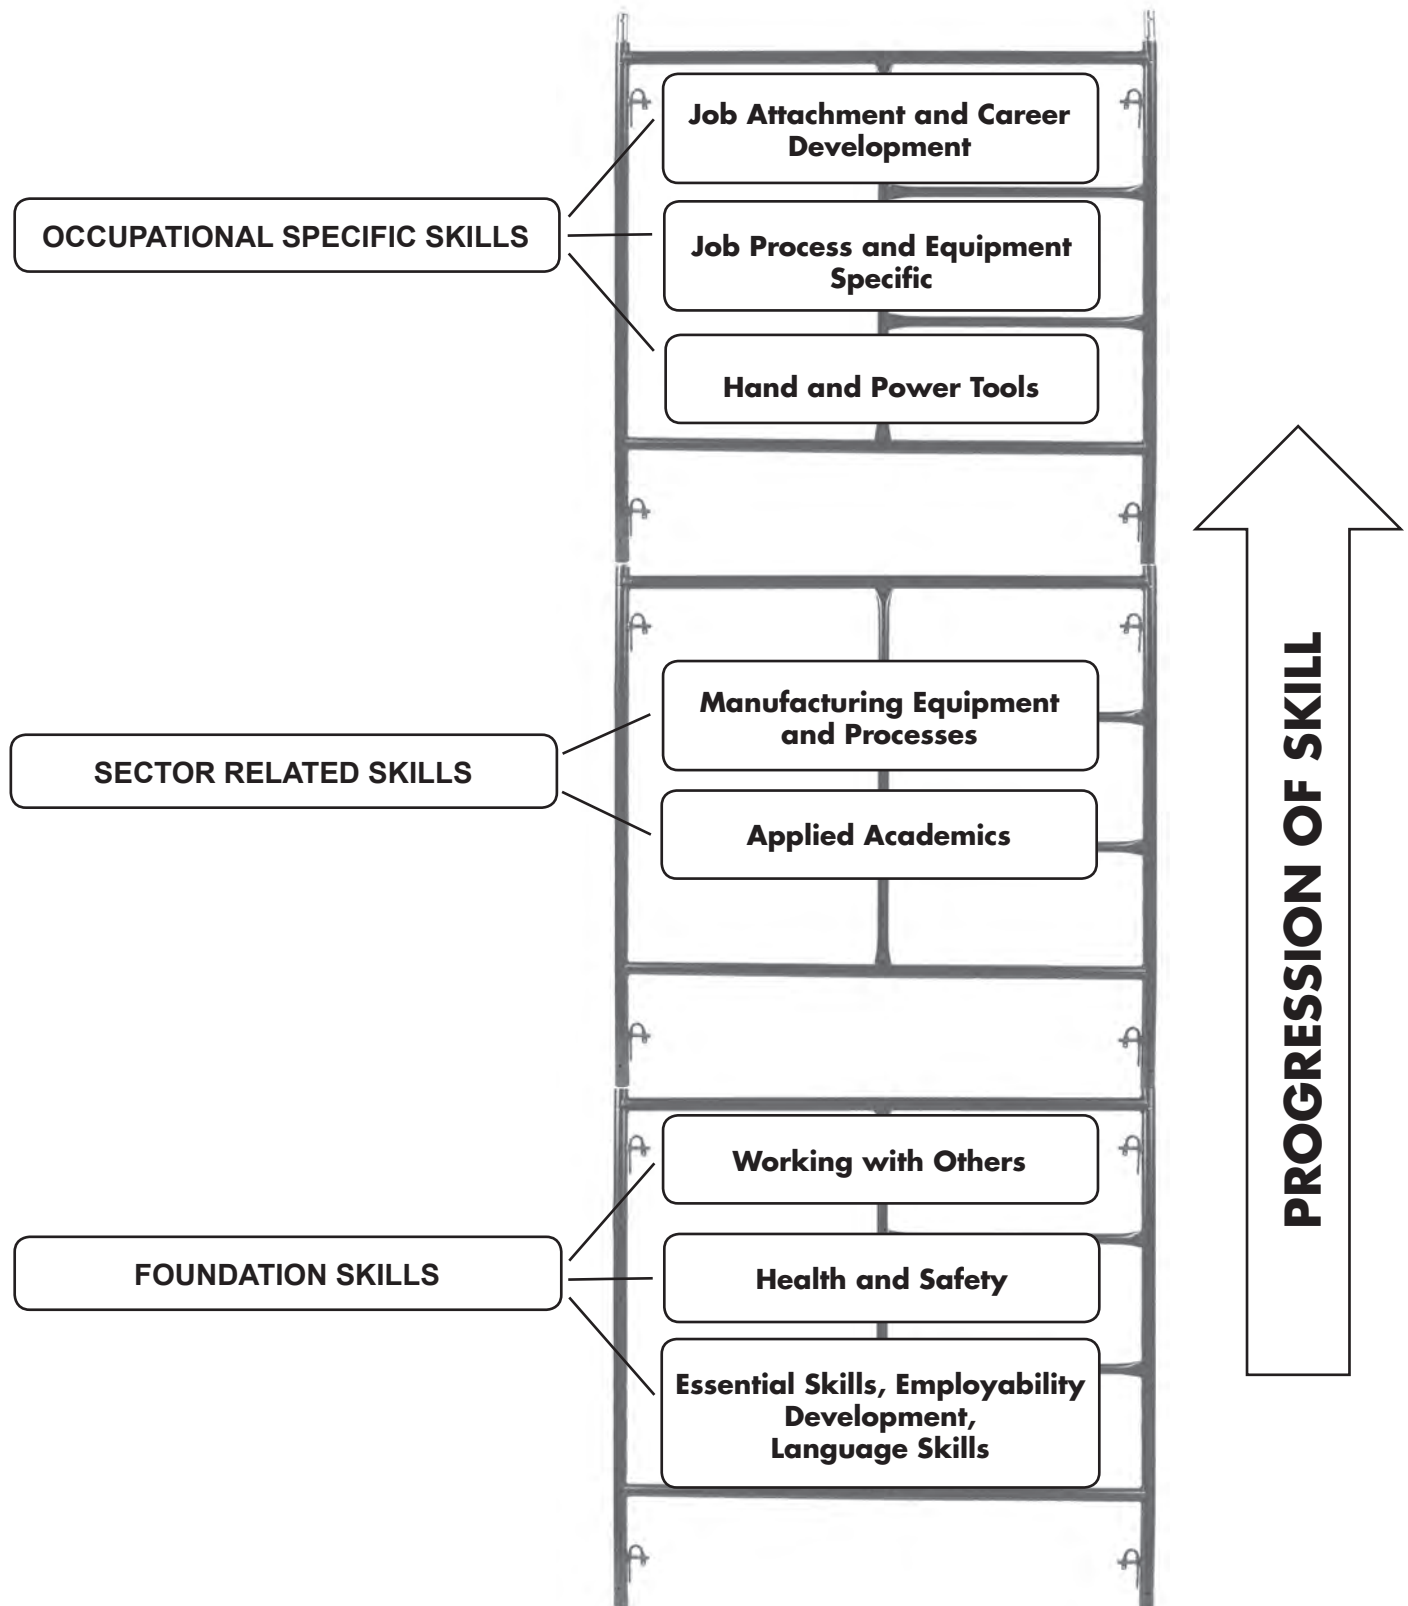 Job Attachment and Career
Development
OCCUPATIONAL SPECIFIC SKILLS
Job Process and Equipment
Specific
Hand and Power Tools
Manufacturing Equipment
and Processes
SECTOR RELATED SKILLS
Applied Academics
Working with Others
FOUNDATION SKILLS
Health and Safety
Essential Skills, Employability
Development,
Language Skills
PROGRESSION OF SKILL